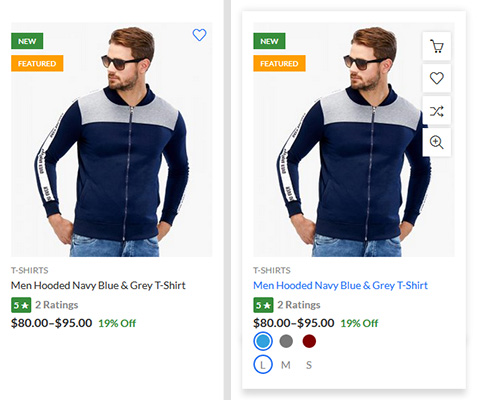 NEW
FEATURED
T-SHIRTS
Men Hooded Navy Blue & Grey T-Shirt
5 ★ 2 Ratings
$80.00–$95.00 19% Off
NEW
FEATURED
T-SHIRTS
Men Hooded Navy Blue & Grey T-Shirt
5 ★ 2 Ratings
$80.00–$95.00 19% Off
L M S